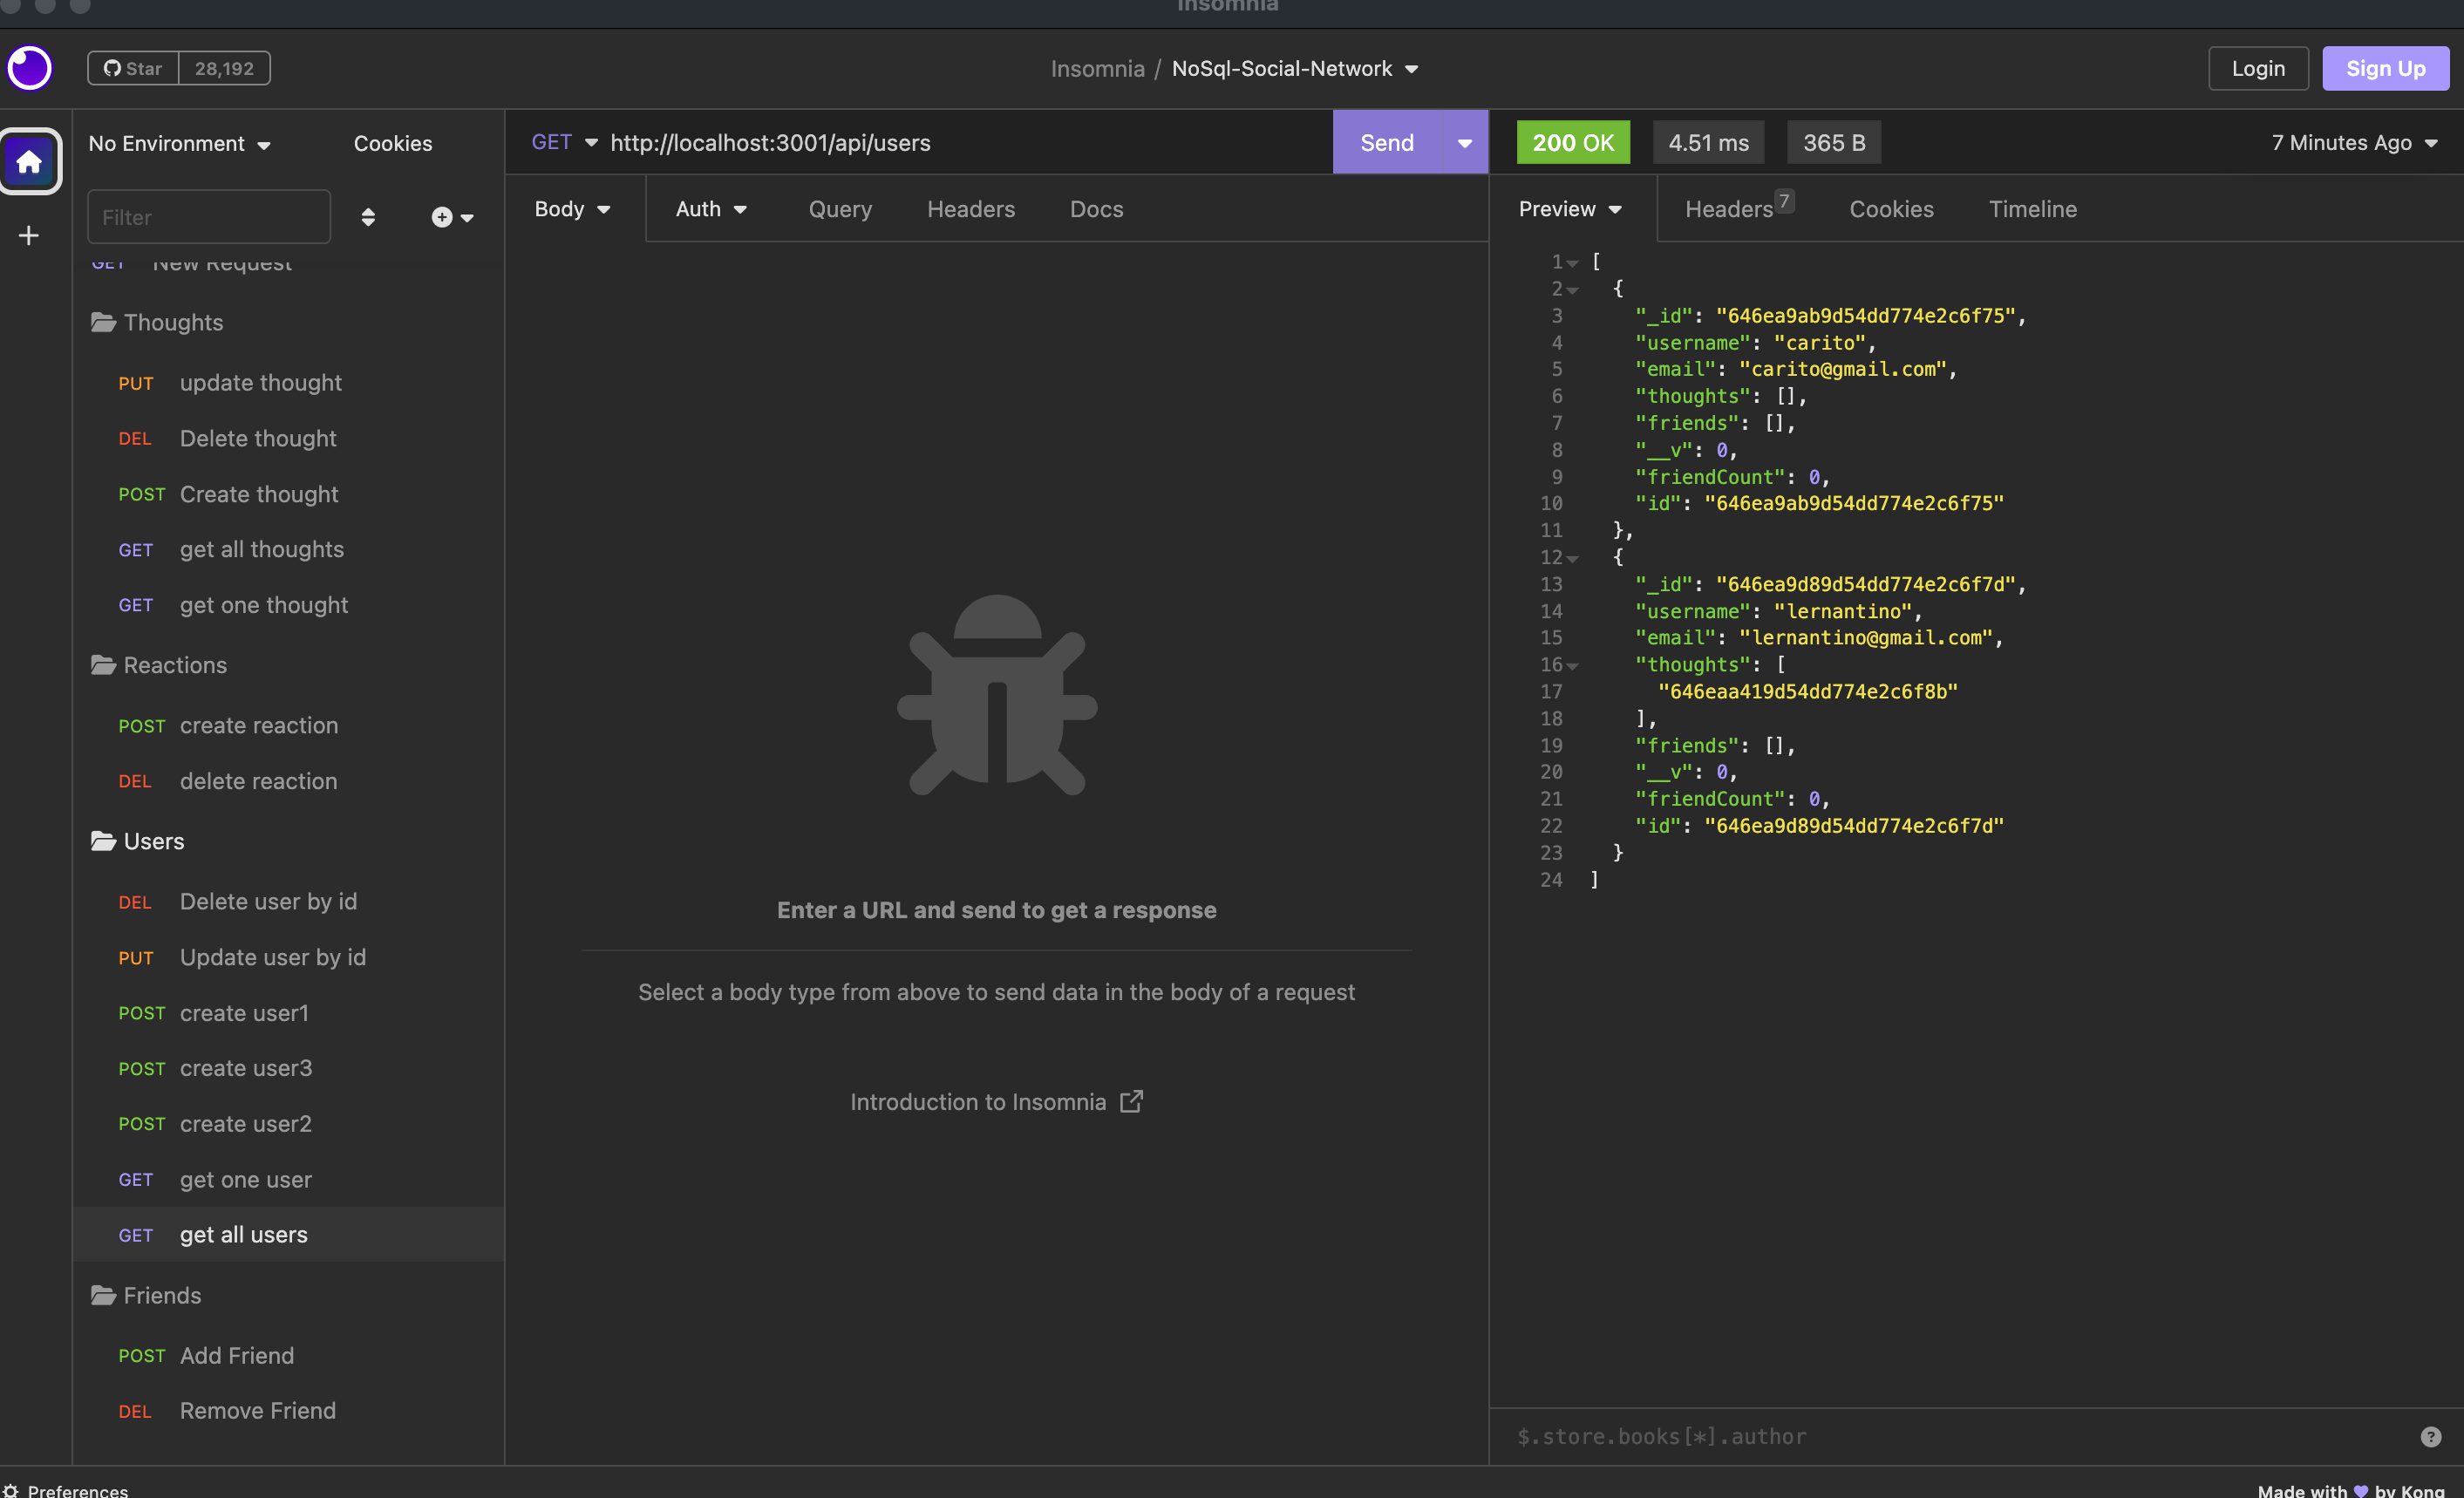 Insomnia
Star 28,192
Insomnia / NoSql-Social-Network
Login
Sign Up
No Environment
Cookies
Filter
GET New Request
Thoughts
PUT update thought
DEL Delete thought
POST Create thought
GET get all thoughts
GET get one thought
Reactions
POST create reaction
DEL delete reaction
Users
DEL Delete user by id
PUT Update user by id
POST create user1
POST create user3
POST create user2
GET get one user
GET get all users
Friends
POST Add Friend
DEL Remove Friend
GET http://localhost:3001/api/users
Send
Body Auth Query Headers Docs
Enter a URL and send to get a response
Select a body type from above to send data in the body of a request
Introduction to Insomnia
200 OK 4.51 ms 365 B 7 Minutes Ago
Preview Headers 7 Cookies Timeline
1 [
2 {
3 "_id": "646ea9ab9d54dd774e2c6f75",
4 "username": "carito",
5 "email": "carito@gmail.com",
6 "thoughts": [],
7 "friends": [],
8 "__v": 0,
9 "friendCount": 0,
10 "id": "646ea9ab9d54dd774e2c6f75"
11 },
12 {
13 "_id": "646ea9d89d54dd774e2c6f7d",
14 "username": "lernantino",
15 "email": "lernantino@gmail.com",
16 "thoughts": [
17 "646eaa419d54dd774e2c6f8b"
18 ],
19 "friends": [],
20 "__v": 0,
21 "friendCount": 0,
22 "id": "646ea9d89d54dd774e2c6f7d"
23 }
24 ]
$.store.books[*].author
?
Preferences
Made with by Kong